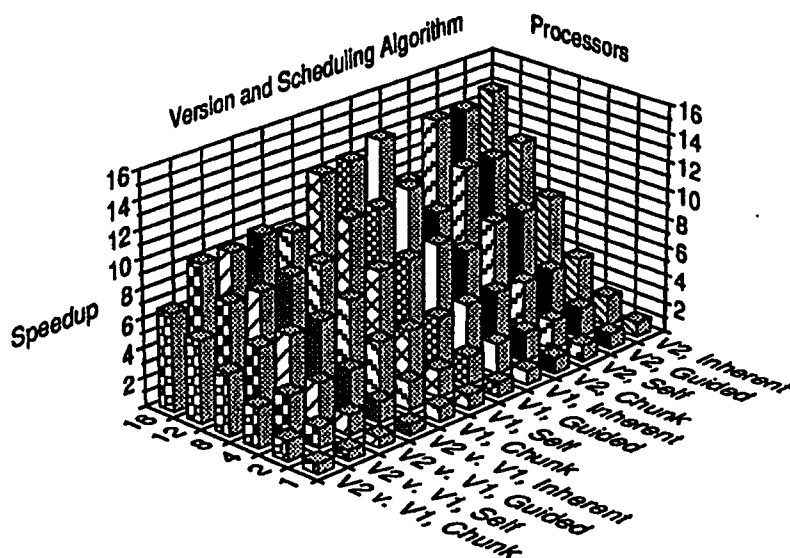 Processors
Version and Scheduling Algorithm
16
14
12
10
8
6
4
2
Speedup
16
14
12
10
8
6
4
2
16
12
8
4
2
1
V2, Inherent
V2, Guided
V2, Self
V2, Chunk
V1, Inherent
V1, Guided
V1, Self
V1, Chunk
V2 v. V1, Inherent
V2 v. V1, Guided
V2 v. V1, Self
V2 v. V1, Chunk